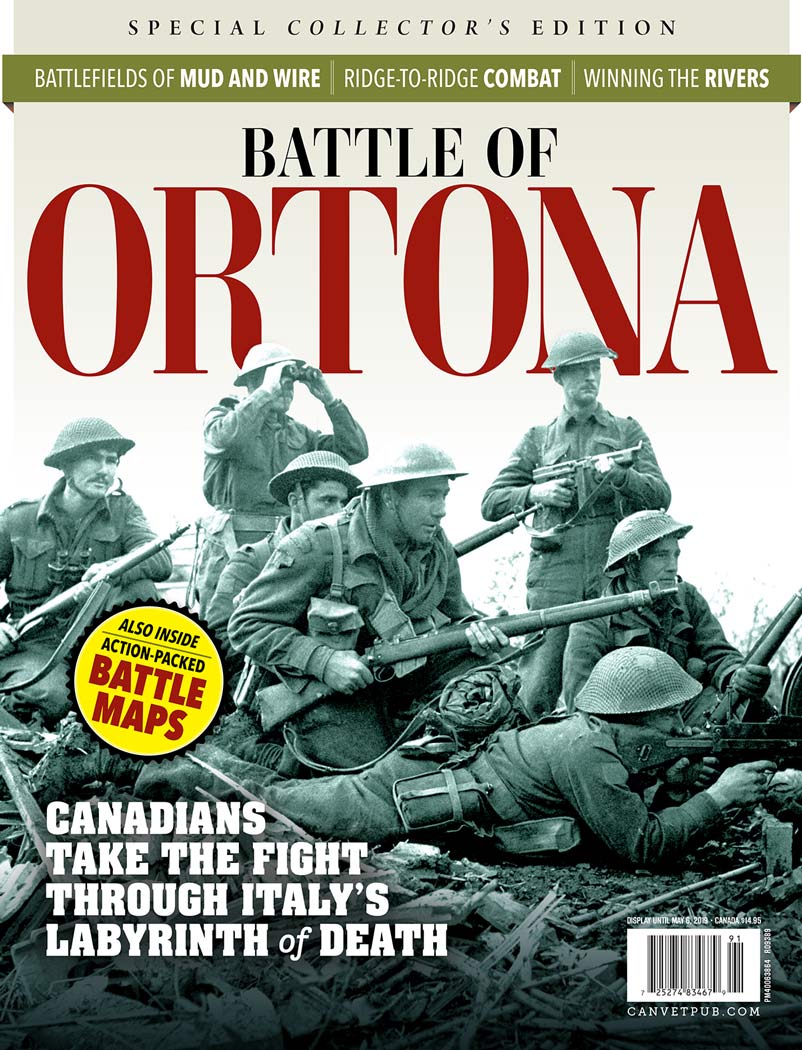 SPECIAL COLLECTOR'S EDITION
BATTLEFIELDS OF MUD AND WIRE | RIDGE-TO-RIDGE COMBAT | WINNING THE RIVERS
BATTLE OF
ORTONA
ALSO INSIDE
ACTION-PACKED
BATTLE
MAPS
CANADIANS
TAKE THE FIGHT
THROUGH ITALY'S
LABYRINTH of DEATH
DISPLAY UNTIL MAY 6, 2019 · CANADA $14.95
91
7 25274 83467 9
PM40063864 R09389
CANVETPUB.COM